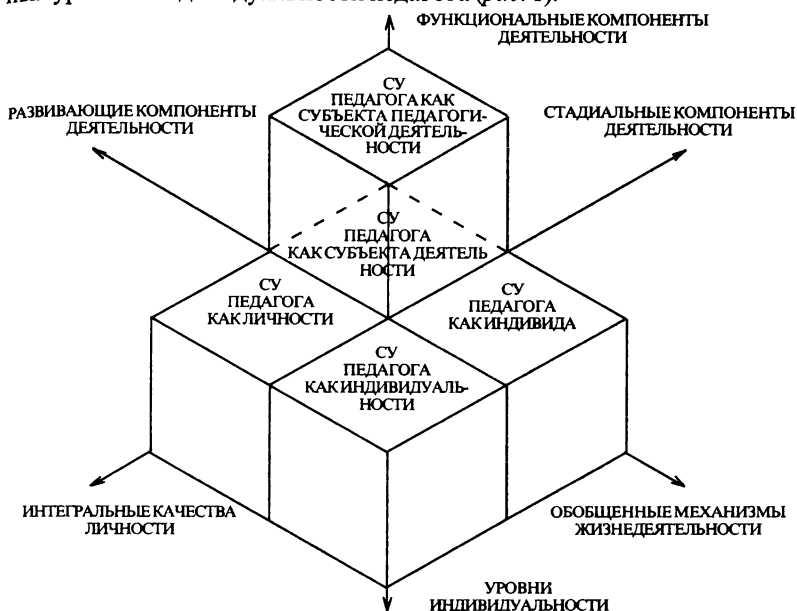 ФУНКЦИОНАЛЬНЫЕ КОМПОНЕНТЫ
ДЕЯТЕЛЬНОСТИ
СУ
ПЕДАГОГА КАК
СУБЪЕКТА ПЕДАГОГИ-
ЧЕСКОЙ ДЕЯТЕЛЬ-
НОСТИ
РАЗВИВАЮЩИЕ КОМПОНЕНТЫ
ДЕЯТЕЛЬНОСТИ
СТАДИАЛЬНЫЕ КОМПОНЕНТЫ
ДЕЯТЕЛЬНОСТИ
СУ
ПЕДАГОГА
КАК СУБЪЕКТА ДЕЯТЕЛЬ
НОСТИ
СУ
ПЕДАГОГА
КАК ЛИЧНОСТИ
СУ
ПЕДАГОГА
КАК ИНДИВИДА
СУ
ПЕДАГОГА
КАК ИНДИВИДУАЛЬ-
НОСТИ
ИНТЕГРАЛЬНЫЕ КАЧЕСТВА
ЛИЧНОСТИ
ОБОБЩЕННЫЕ МЕХАНИЗМЫ
ЖИЗНЕДЕЯТЕЛЬНОСТИ
УРОВНИ
ИНДИВИДУАЛЬНОСТИ